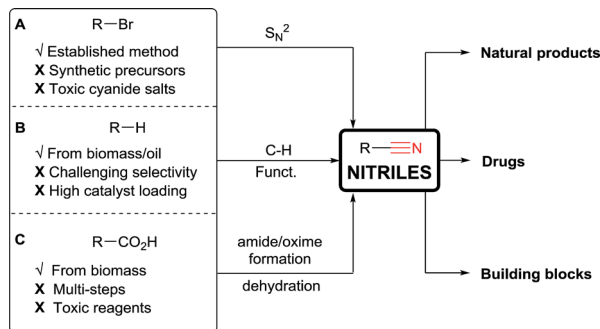 A
R—Br
√ Established method
X Synthetic precursors
X Toxic cyanide salts
B
R—H
√ From biomass/oil
X Challenging selectivity
X High catalyst loading
C
R—CO₂H
√ From biomass
X Multi-steps
X Toxic reagents
S_N²
C-H
Funct.
amide/oxime
formation
dehydration
R—≡N
NITRILES
Natural products
Drugs
Building blocks